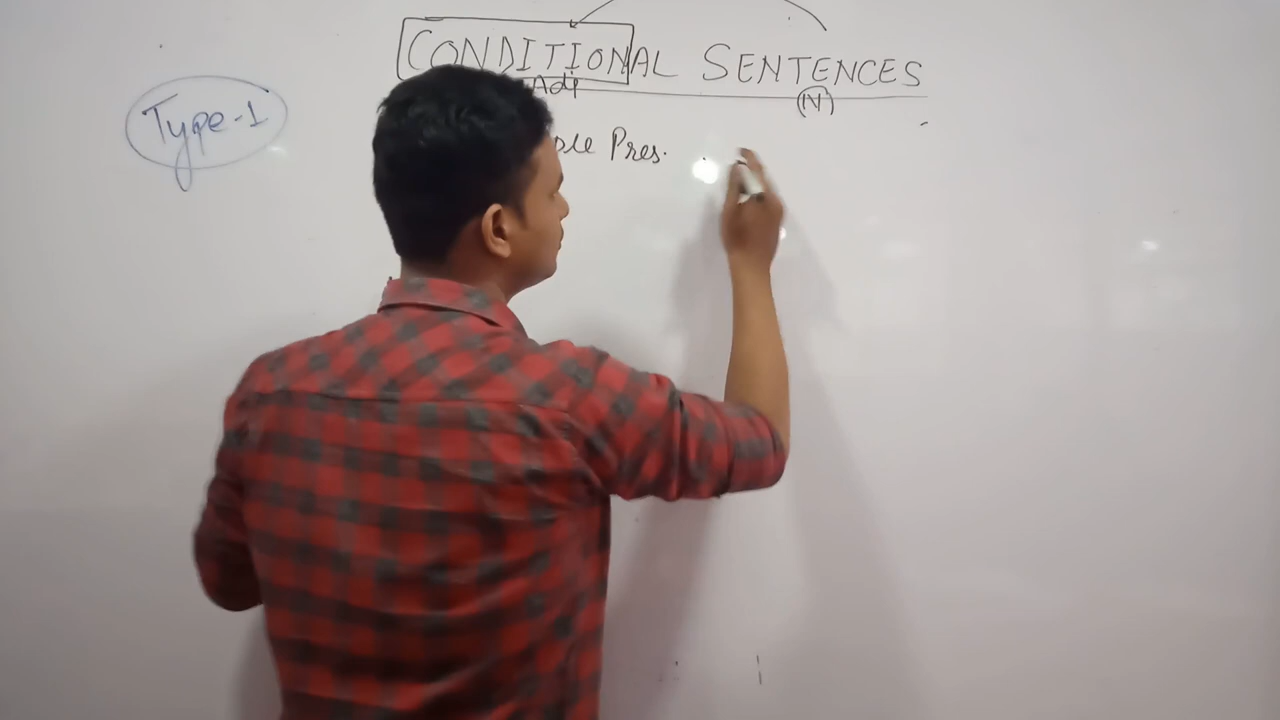 CONDITIONAL SENTENCES
Adj (N)
Type-1
Pres.